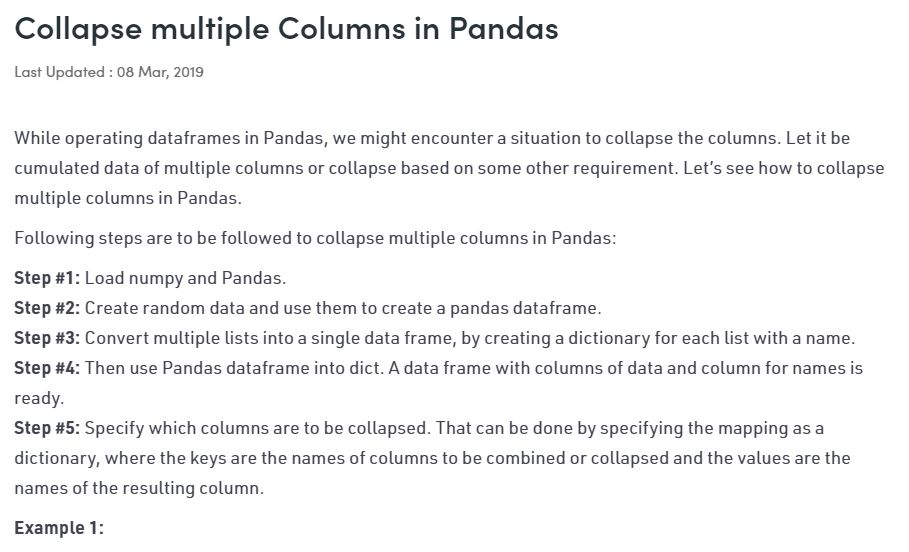 Collapse multiple Columns in Pandas
Last Updated : 08 Mar, 2019
While operating dataframes in Pandas, we might encounter a situation to collapse the columns. Let it be
cumulated data of multiple columns or collapse based on some other requirement. Let’s see how to collapse
multiple columns in Pandas.
Following steps are to be followed to collapse multiple columns in Pandas:
Step #1: Load numpy and Pandas.
Step #2: Create random data and use them to create a pandas dataframe.
Step #3: Convert multiple lists into a single data frame, by creating a dictionary for each list with a name.
Step #4: Then use Pandas dataframe into dict. A data frame with columns of data and column for names is
ready.
Step #5: Specify which columns are to be collapsed. That can be done by specifying the mapping as a
dictionary, where the keys are the names of columns to be combined or collapsed and the values are the
names of the resulting column.
Example 1: